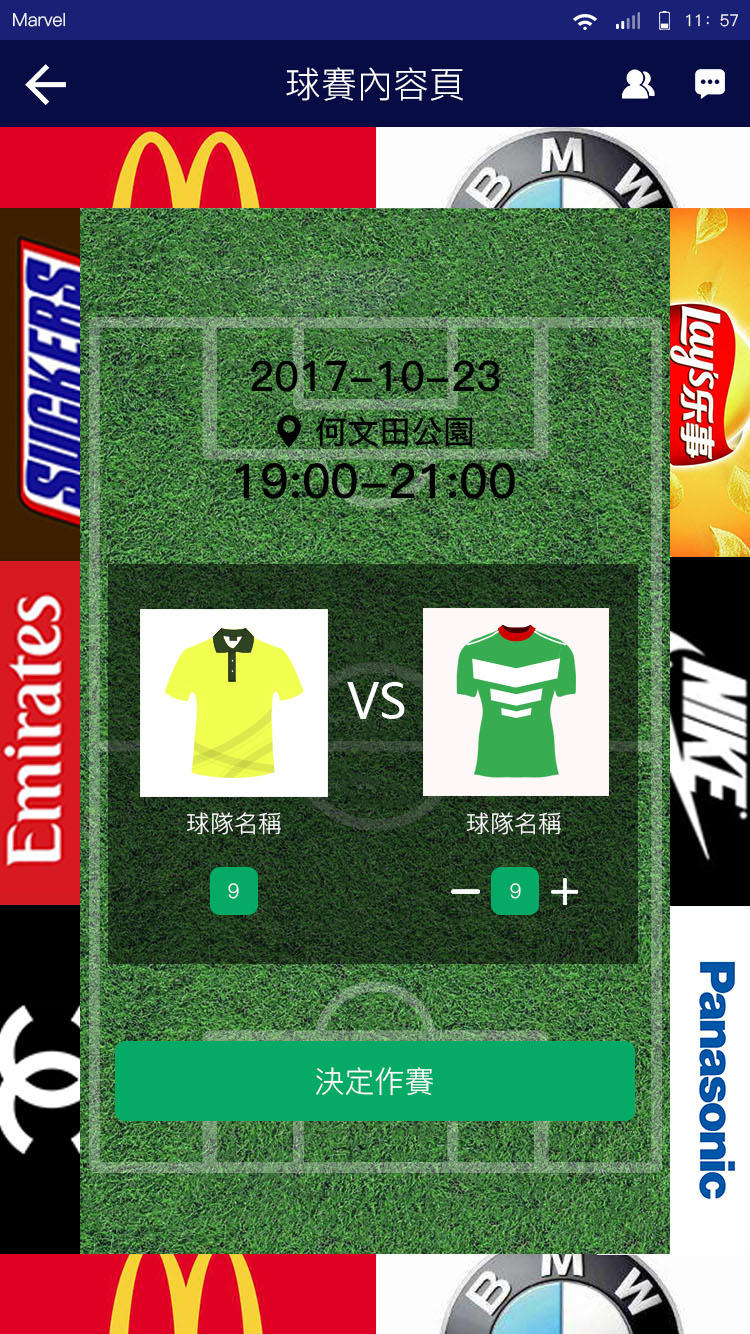 Marvel
11: 57
球賽內容頁
BMW
SUCKERS
Lay's乐事
2017-10-23
何文田公園
19:00-21:00
Emirates
NIKE
VS
球隊名稱
球隊名稱
9
9
Panasonic
決定作賽
BMW